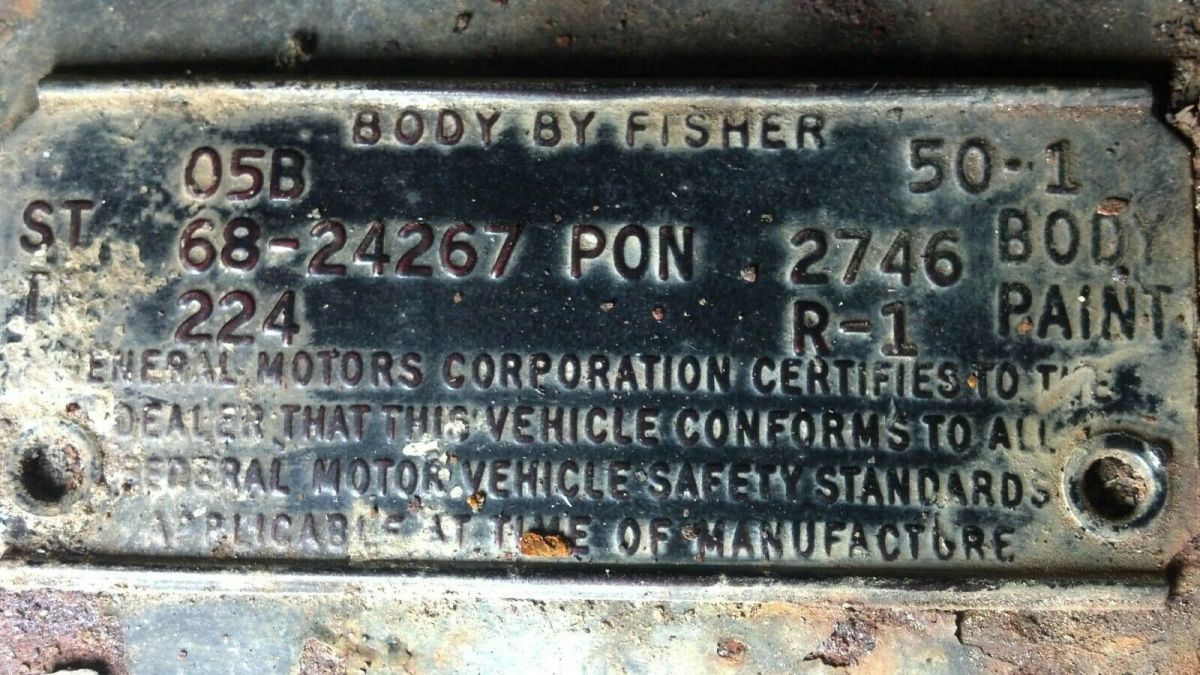 BODY BY FISHER
05B 50-1
ST 68-24267 PON 2746 BODY
224 R-1 PAINT
GENERAL MOTORS CORPORATION CERTIFIES TO THE
DEALER THAT THIS VEHICLE CONFORMS TO ALL
FEDERAL MOTOR VEHICLE SAFETY STANDARDS
APPLICABLE AT TIME OF MANUFACTURE